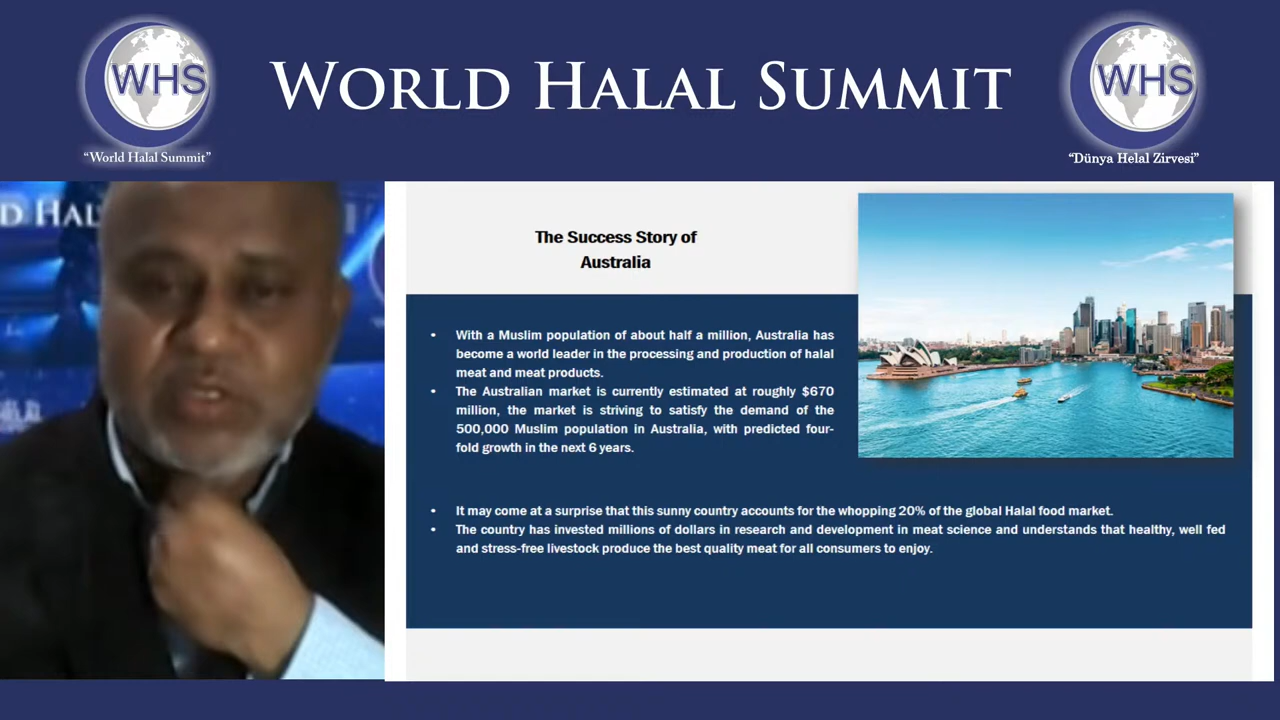 WHS
"World Halal Summit"
WORLD HALAL SUMMIT
WHS
"Dünya Helal Zirvesi"
D HAL
The Success Story of
Australia
• With a Muslim population of about half a million, Australia has
become a world leader in the processing and production of halal
meat and meat products.
• The Australian market is currently estimated at roughly $670
million, the market is striving to satisfy the demand of the
500,000 Muslim population in Australia, with predicted four-
fold growth in the next 6 years.
• It may come at a surprise that this sunny country accounts for the whopping 20% of the global Halal food market.
• The country has invested millions of dollars in research and development in meat science and understands that healthy, well fed
and stress-free livestock produce the best quality meat for all consumers to enjoy.